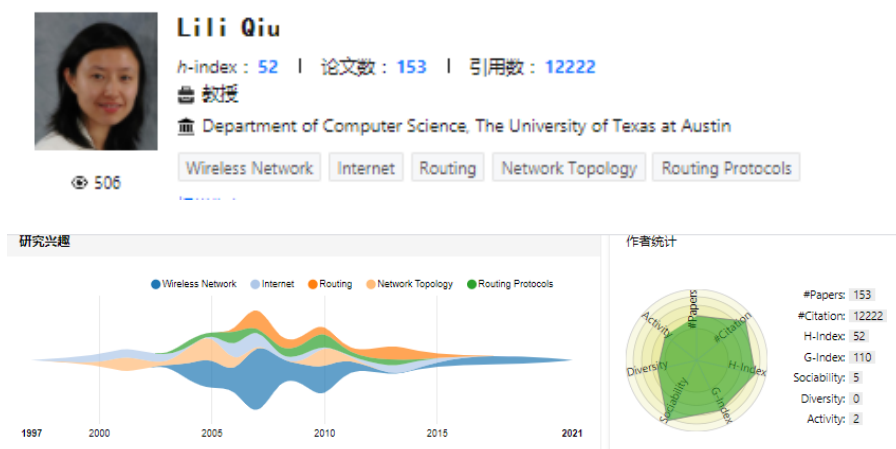 Lili Qiu
h-index : 52 | 论文数 : 153 | 引用数 : 12222
教授
Department of Computer Science, The University of Texas at Austin
Wireless Network Internet Routing Network Topology Routing Protocols
506
研究兴趣
Wireless Network Internet Routing Network Topology Routing Protocols
1997 2000 2005 2010 2015 2021
作者统计
#Papers
#Citation
H-Index
G-Index
Sociability
Diversity
Activity
#Papers: 153
#Citation: 12222
H-Index: 52
G-Index: 110
Sociability: 5
Diversity: 0
Activity: 2